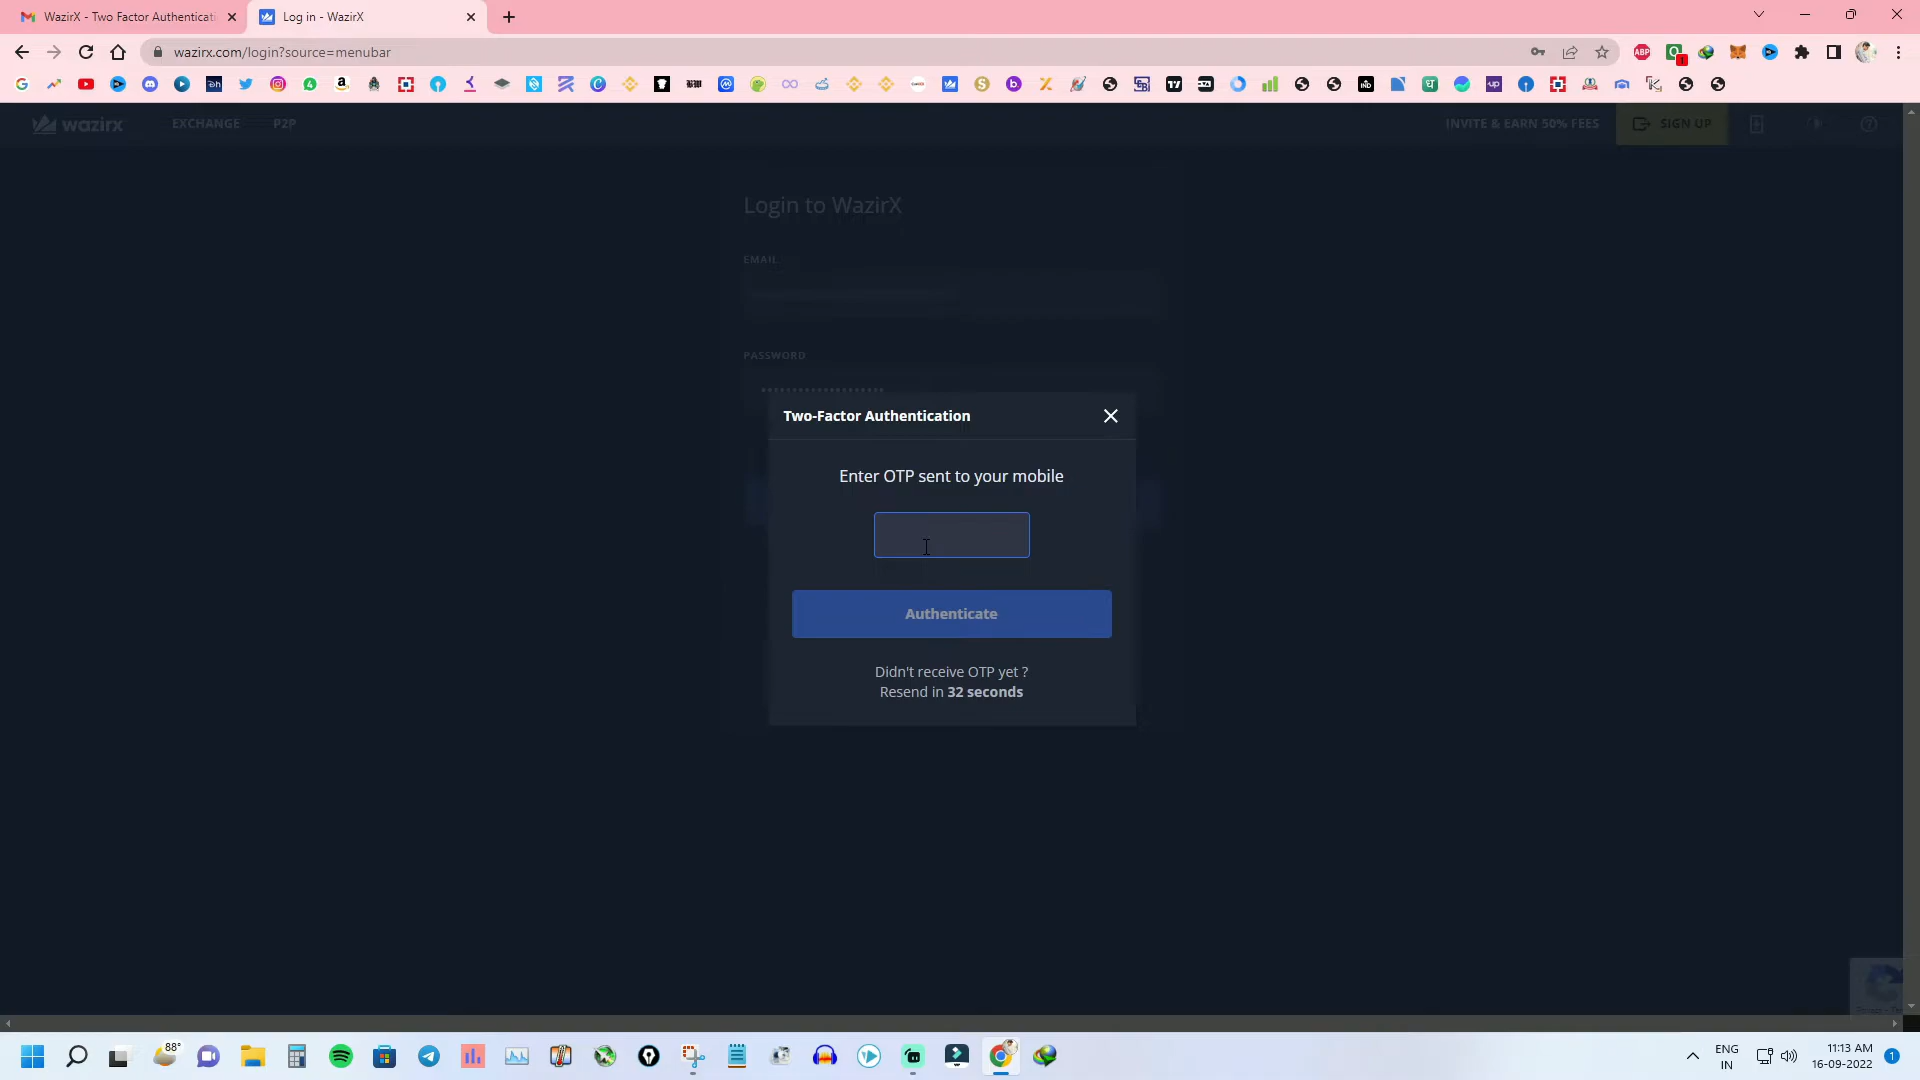 WazirX - Two Factor Authenticati
Log in - WazirX
wazirx.com/login?source=menubar
wazirx
EXCHANGE
P2P
INVITE & EARN 50% FEES
SIGN UP
Login to WazirX
EMAIL
PASSWORD
Two-Factor Authentication
Enter OTP sent to your mobile
Authenticate
Didn't receive OTP yet ?
Resend in 32 seconds
88°
ENG
IN
11:13 AM
16-09-2022
1